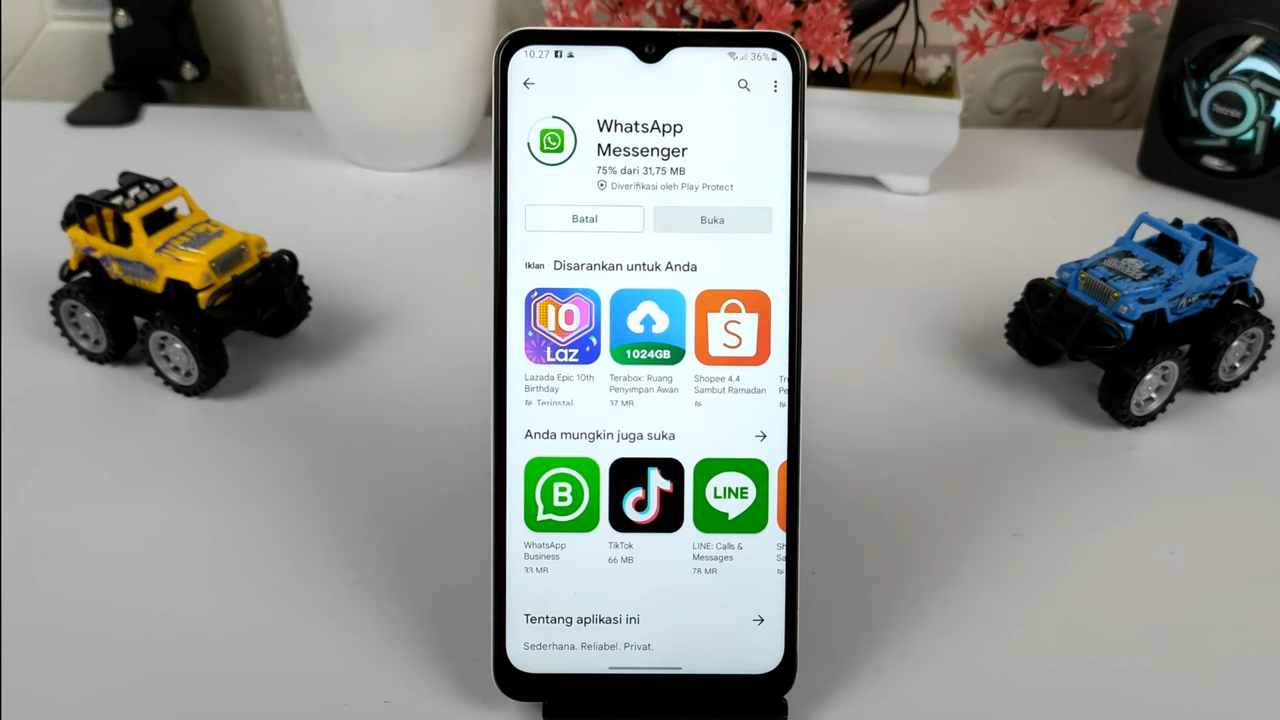 10.27
36%
WhatsApp
Messenger
75% dari 31,75 MB
Diverifikasi oleh Play Protect
Batal
Buka
Iklan Disarankan untuk Anda
10
Laz
1024GB
S
Lazada Epic 10th
Birthday
Terinstal
Terabox: Ruang
Penyimpan Awan
37 MB
Shopee 4.4
Sambut Ramadan
Anda mungkin juga suka
B
LINE
WhatsApp
Business
33 MB
TikTok
66 MB
LINE: Calls &
Messages
78 MB
Tentang aplikasi ini
Sederhana. Reliabel. Privat.